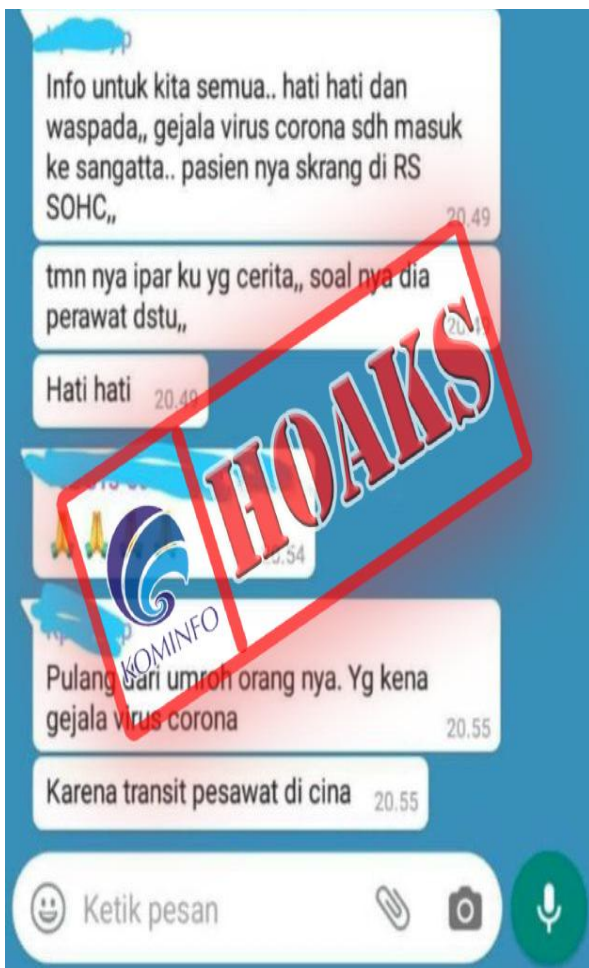 Info untuk kita semua.. hati hati dan
waspada,, gejala virus corona sdh masuk
ke sangatta.. pasien nya skrang di RS
SOHC,,
20.49
tmn nya ipar ku yg cerita,, soal nya dia
perawat dstu,,
Hati hati
20.49
HOAKS
KOMINFO
Pulang dari umroh orang nya. Yg kena
gejala virus corona
20.55
Karena transit pesawat di cina
20.55
Ketik pesan